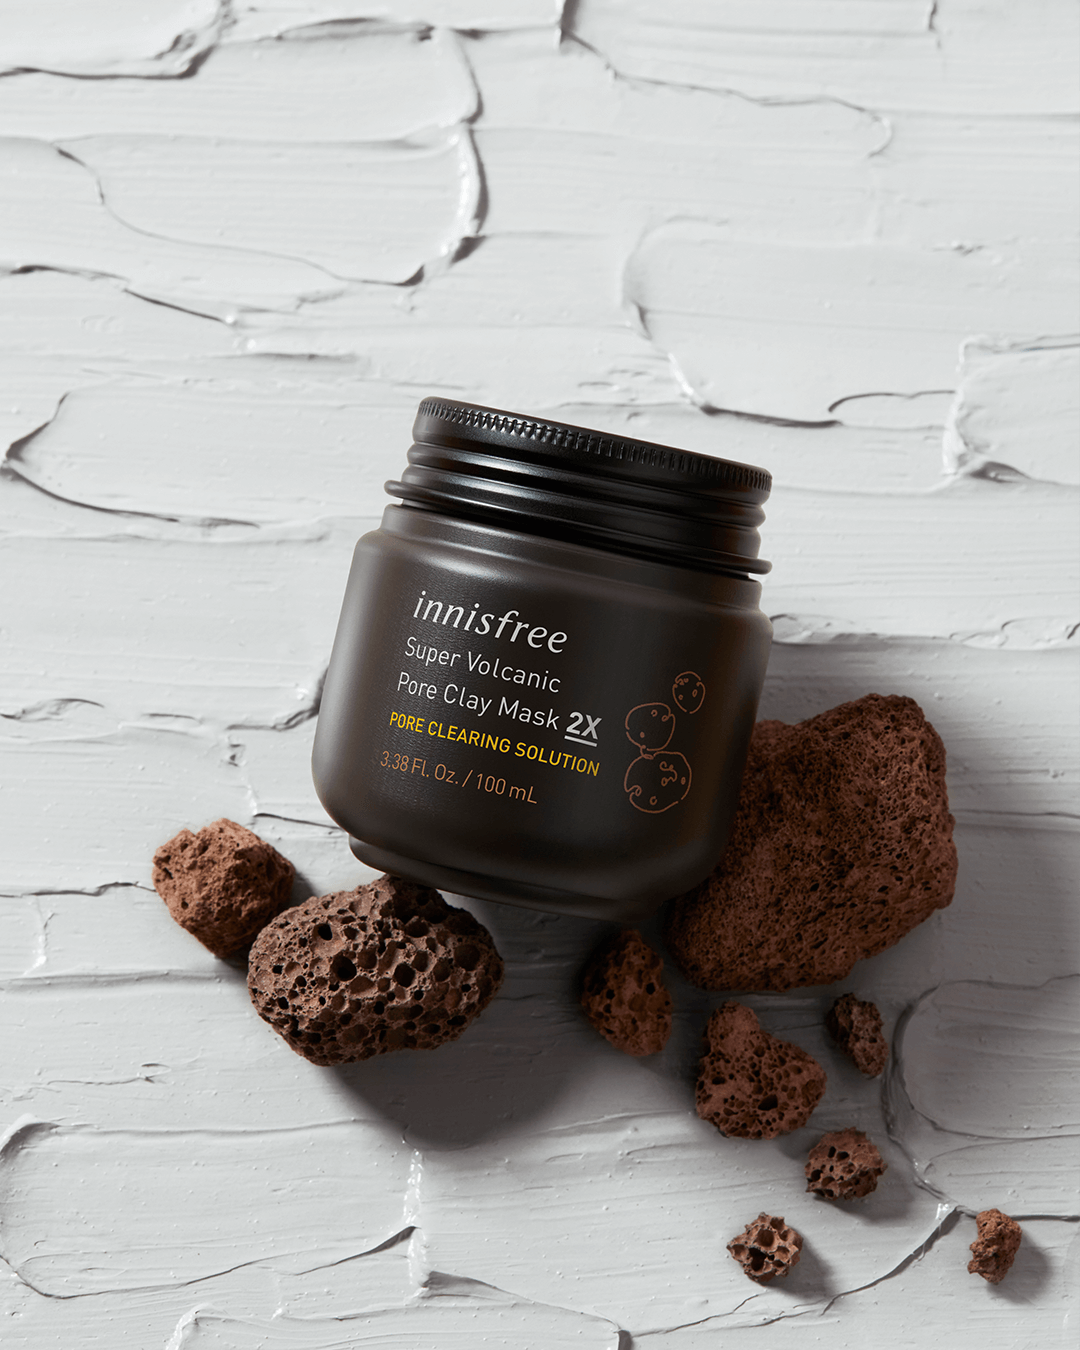 innisfree
Super Volcanic
Pore Clay Mask 2X
PORE CLEARING SOLUTION
3.38 Fl. Oz. / 100 mL